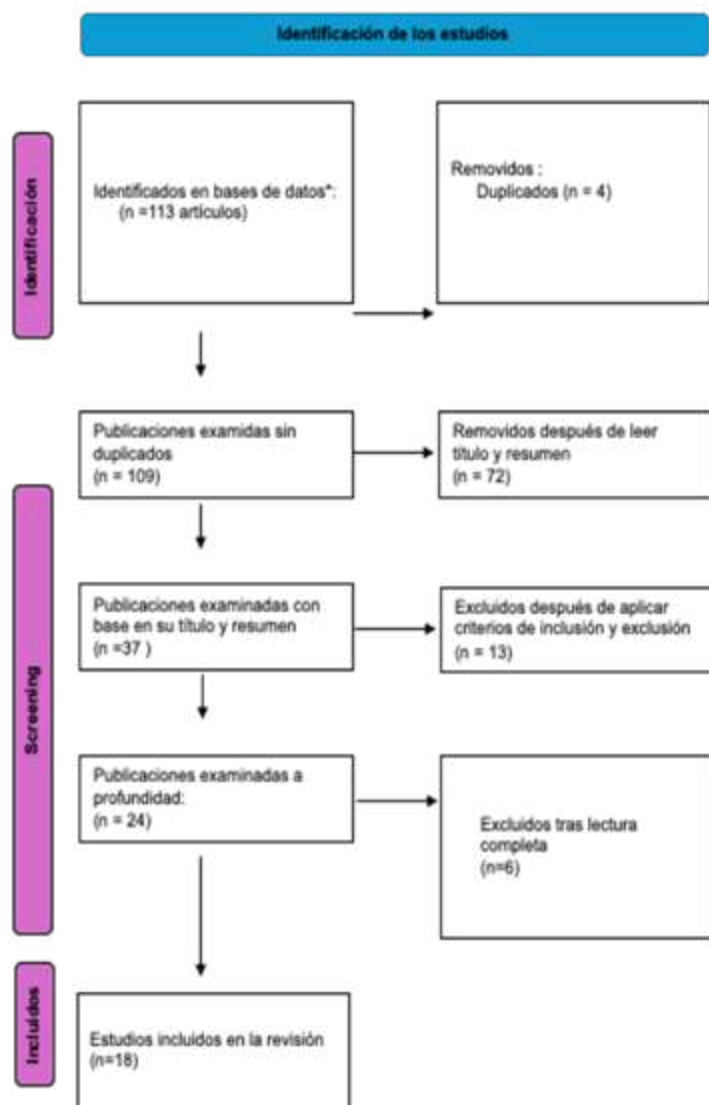 Identificación de los estudios
Identificación
Identificados en bases de datos*:
(n =113 artículos)
Removidos :
Duplicados (n = 4)
Screening
Publicaciones examidas sin
duplicados
(n = 109)
Removidos después de leer
título y resumen
(n = 72)
Publicaciones examinadas con
base en su título y resumen
(n =37 )
Excluidos después de aplicar
criterios de inclusión y exclusión
(n = 13)
Publicaciones examinadas a
profundidad:
(n = 24)
Excluidos tras lectura
completa
(n=6)
Incluidos
Estudios incluidos en la revisión
(n=18)